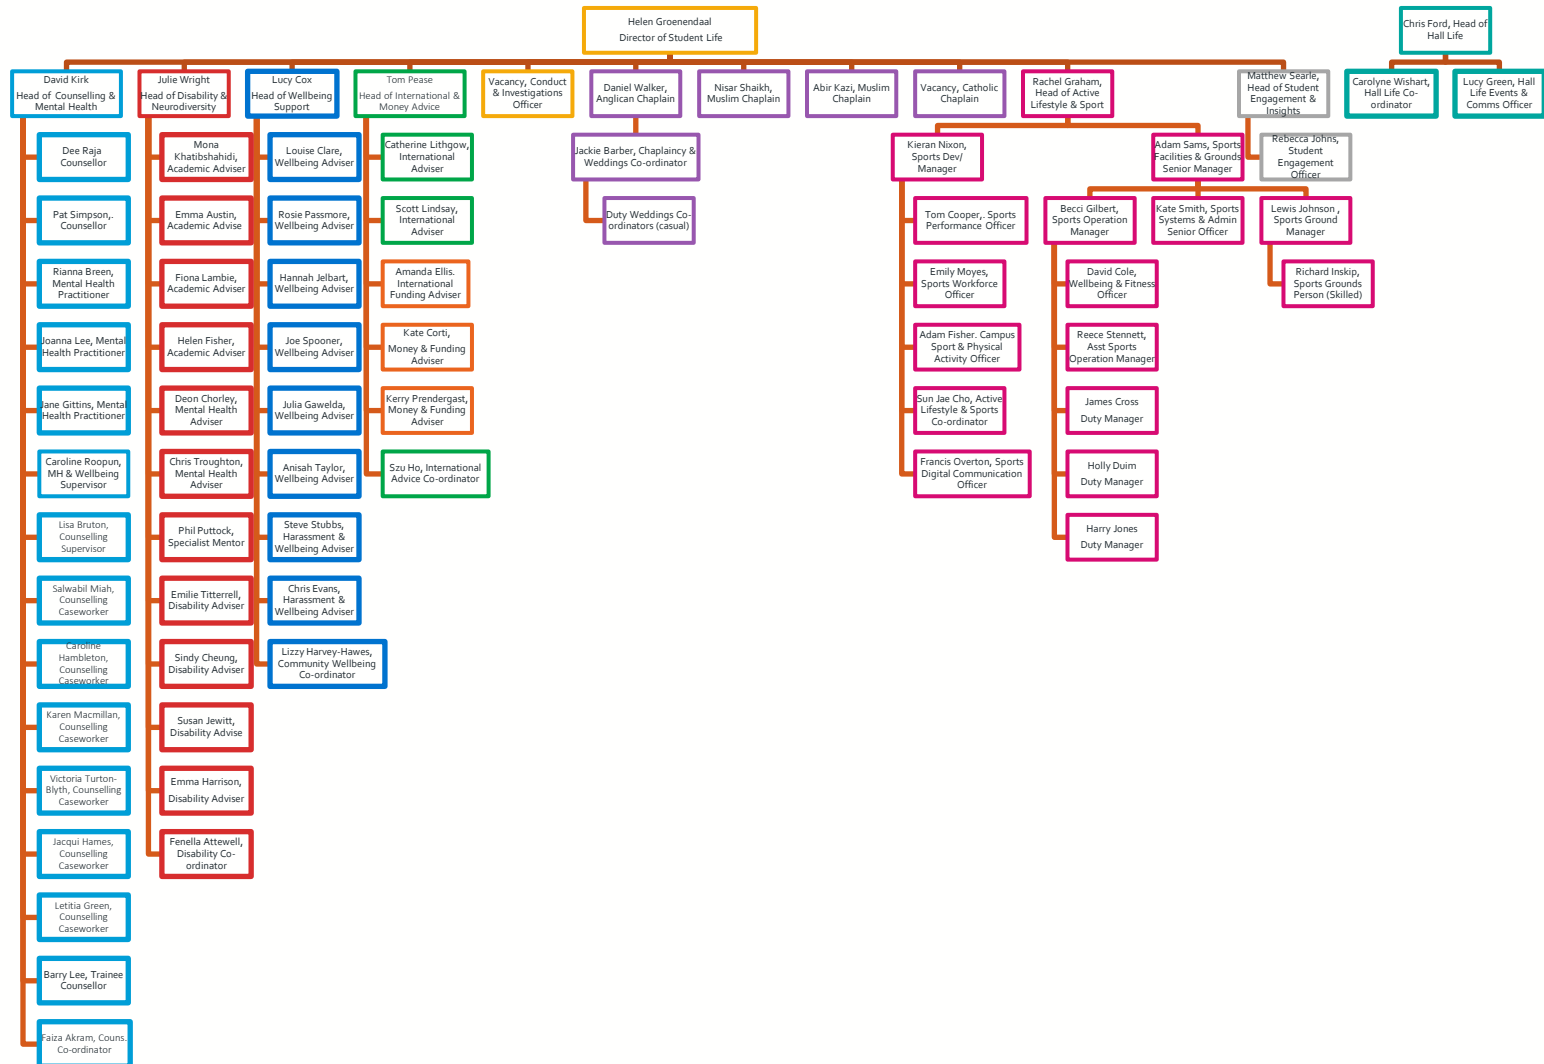 Helen Groenendaal
Director of Student Life
Chris Ford, Head of
Hall Life
David Kirk
Head of Counselling &
Mental Health
Julie Wright
Head of Disability &
Neurodiversity
Lucy Cox
Head of Wellbeing
Support
Tom Pease
Head of International &
Money Advice
Vacancy, Conduct
& Investigations
Officer
Daniel Walker,
Anglican Chaplain
Nisar Shaikh,
Muslim Chaplain
Abir Kazi, Muslim
Chaplain
Vacancy, Catholic
Chaplain
Rachel Graham,
Head of Active
Lifestyle & Sport
Matthew Searle,
Head of Student
Engagement &
Insights
Carolyne Wishart,
Hall Life Co-
ordinator
Lucy Green, Hall
Life Events &
Comms Officer
Dee Raja
Counsellor
Pat Simpson,.
Counsellor
Rianna Breen,
Mental Health
Practitioner
Joanna Lee, Mental
Health Practitioner
Jane Gittins, Mental
Health Practitioner
Caroline Roopun,
MH & Wellbeing
Supervisor
Lisa Bruton,
Counselling
Supervisor
Salwabil Miah,
Counselling
Caseworker
Caroline
Hambleton,
Counselling
Caseworker
Karen Macmillan,
Counselling
Caseworker
Victoria Turton-
Blyth, Counselling
Caseworker
Jacqui Hames,
Counselling
Caseworker
Letitia Green,
Counselling
Caseworker
Barry Lee, Trainee
Counsellor
Faiza Akram, Couns.
Co-ordinator
Mona
Khatibshahidi,
Academic Adviser
Emma Austin,
Academic Advise
Fiona Lambie,
Academic Adviser
Helen Fisher,
Academic Adviser
Deon Chorley,
Mental Health
Adviser
Chris Troughton,
Mental Health
Adviser
Phil Puttock,
Specialist Mentor
Emilie Titterrell,
Disability Adviser
Sindy Cheung,
Disability Adviser
Susan Jewitt,
Disability Advise
Emma Harrison,
Disability Adviser
Fenella Attewell,
Disability Co-
ordinator
Louise Clare,
Wellbeing Adviser
Rosie Passmore,
Wellbeing Adviser
Hannah Jelbart,
Wellbeing Adviser
Joe Spooner,
Wellbeing Adviser
Julia Gawelda,
Wellbeing Adviser
Anisah Taylor,
Wellbeing Adviser
Steve Stubbs,
Harassment &
Wellbeing Adviser
Chris Evans,
Harassment &
Wellbeing Adviser
Lizzy Harvey-Hawes,
Community Wellbeing
Co-ordinator
Catherine Lithgow,
International
Adviser
Scott Lindsay,
International
Adviser
Amanda Ellis.
International
Funding Adviser
Kate Corti,
Money & Funding
Adviser
Kerry Prendergast,
Money & Funding
Adviser
Szu Ho, International
Advice Co-ordinator
Jackie Barber, Chaplaincy &
Weddings Co-ordinator
Duty Weddings Co-
ordinators (casual)
Kieran Nixon,
Sports Dev/
Manager
Tom Cooper,. Sports
Performance Officer
Emily Moyes,
Sports Workforce
Officer
Adam Fisher. Campus
Sport & Physical
Activity Officer
Sun Jae Cho, Active
Lifestyle & Sports
Co-ordinator
Francis Overton, Sports
Digital Communication
Officer
Adam Sams, Sports
Facilities & Grounds
Senior Manager
Becci Gilbert,
Sports Operation
Manager
Kate Smith, Sports
Systems & Admin
Senior Officer
Lewis Johnson ,
Sports Ground
Manager
David Cole,
Wellbeing & Fitness
Officer
Reece Stennett,
Asst Sports
Operation Manager
James Cross
Duty Manager
Holly Duim
Duty Manager
Harry Jones
Duty Manager
Richard Inskip,
Sports Grounds
Person (Skilled)
Rebecca Johns,
Student
Engagement
Officer